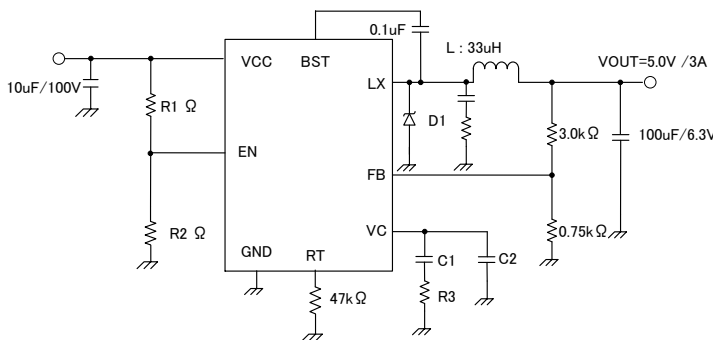 0.1uF
L : 33uH
VCC
BST
VOUT=5.0V /3A
LX
10uF/100V
R1 Ω
D1
3.0kΩ
100uF/6.3V
EN
FB
R2 Ω
VC
0.75kΩ
GND
RT
C1
C2
47kΩ
R3